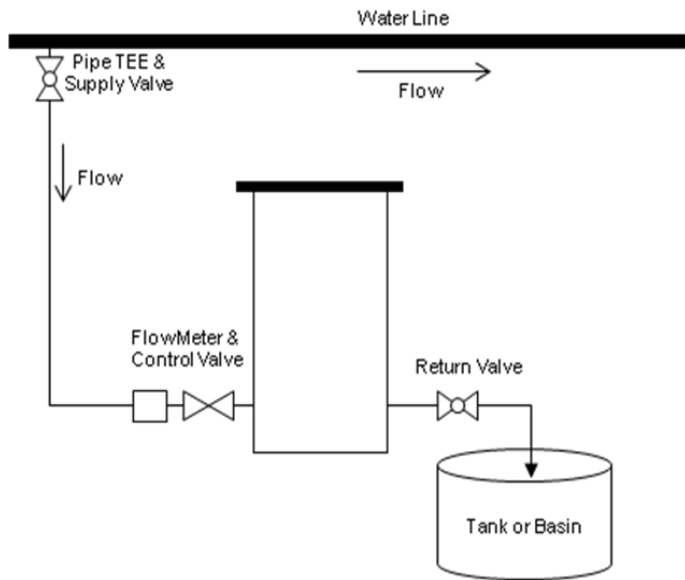 Water Line
Pipe TEE &
Supply Valve
Flow
Flow
FlowMeter &
Control Valve
Return Valve
Tank or Basin